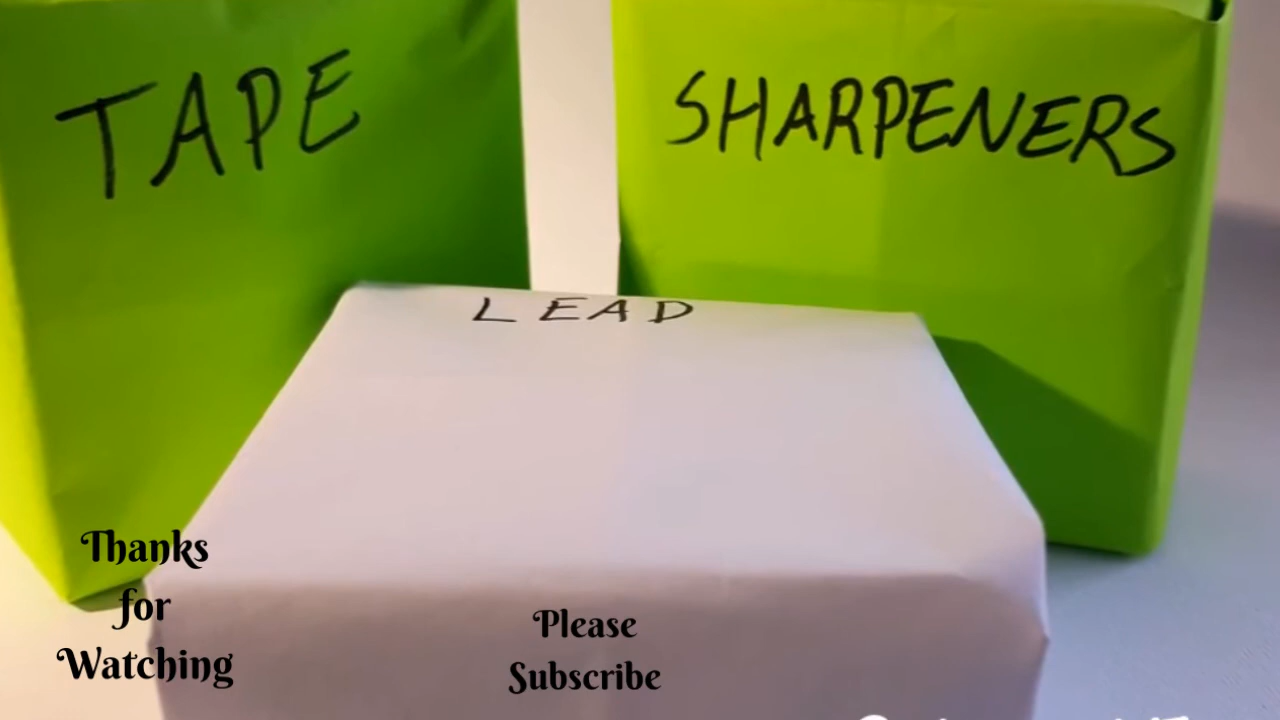 TAPE
SHARPENERS
LEAD
Thanks
for
Watching
Please
Subscribe